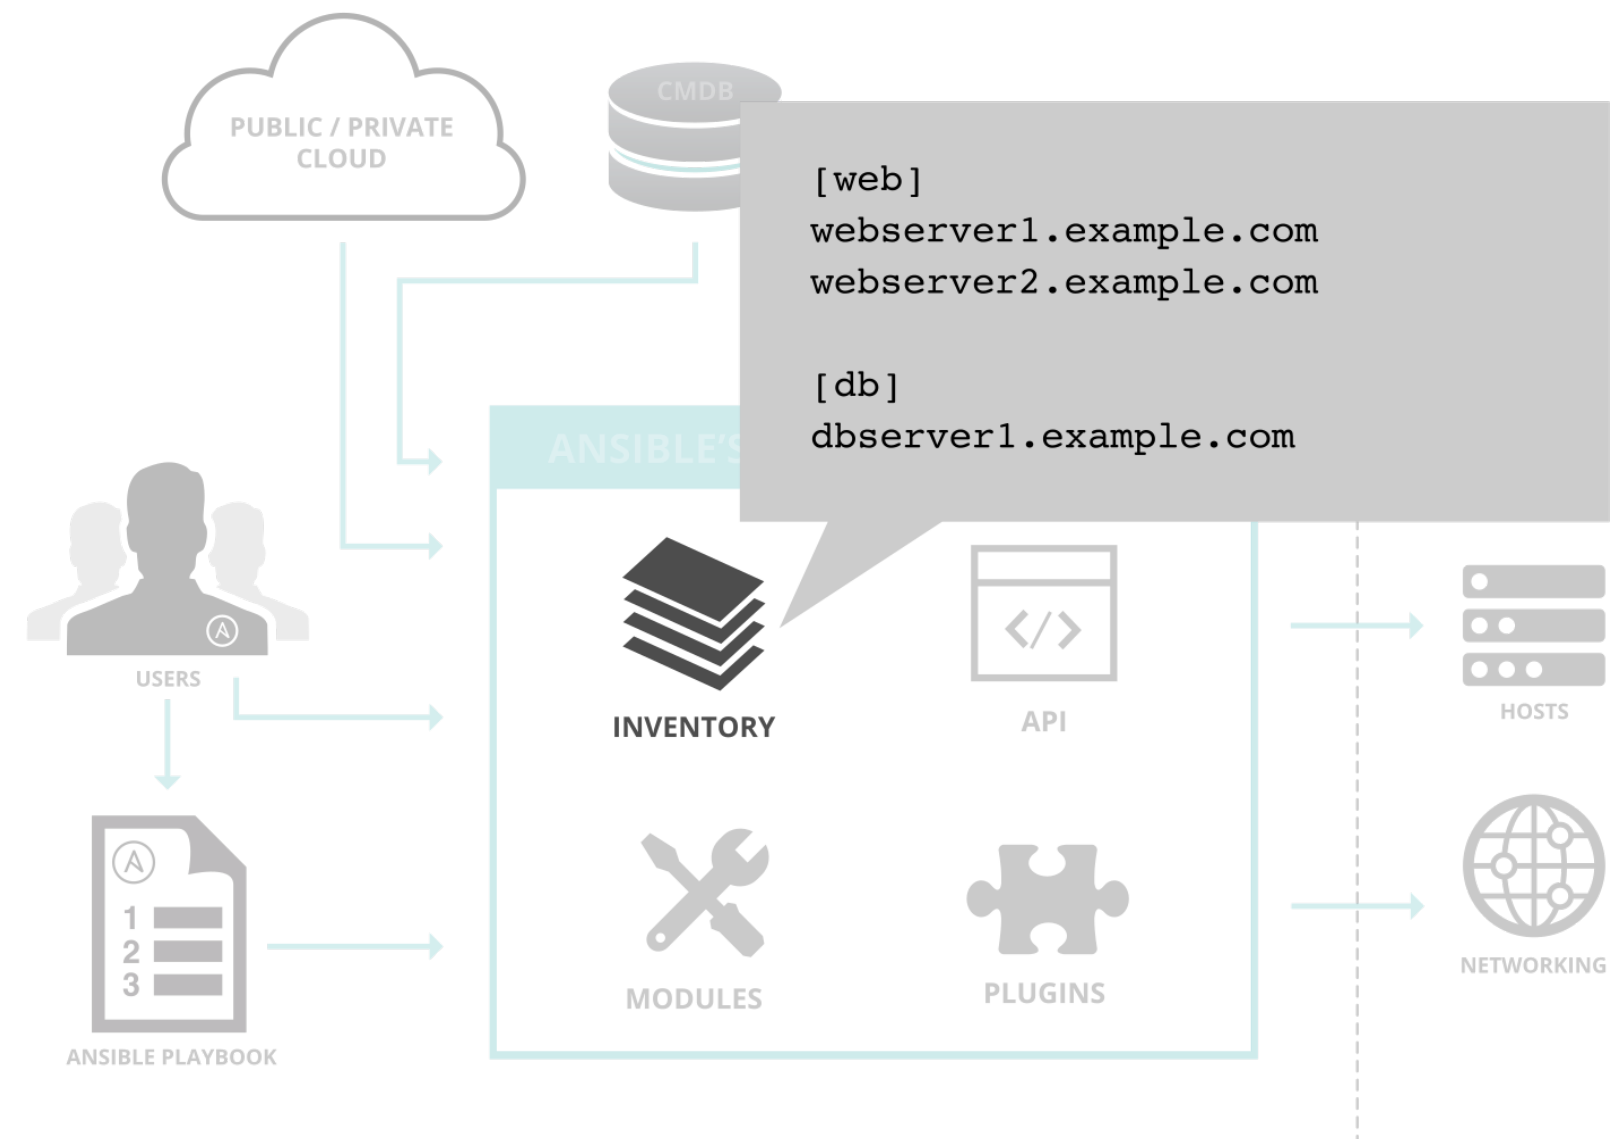 PUBLIC / PRIVATE
CLOUD
CMDB
[web]
webserver1.example.com
webserver2.example.com
[db]
dbserver1.example.com
ANSIBLE'S
USERS
INVENTORY
API
HOSTS
1
2
3
ANSIBLE PLAYBOOK
MODULES
PLUGINS
NETWORKING